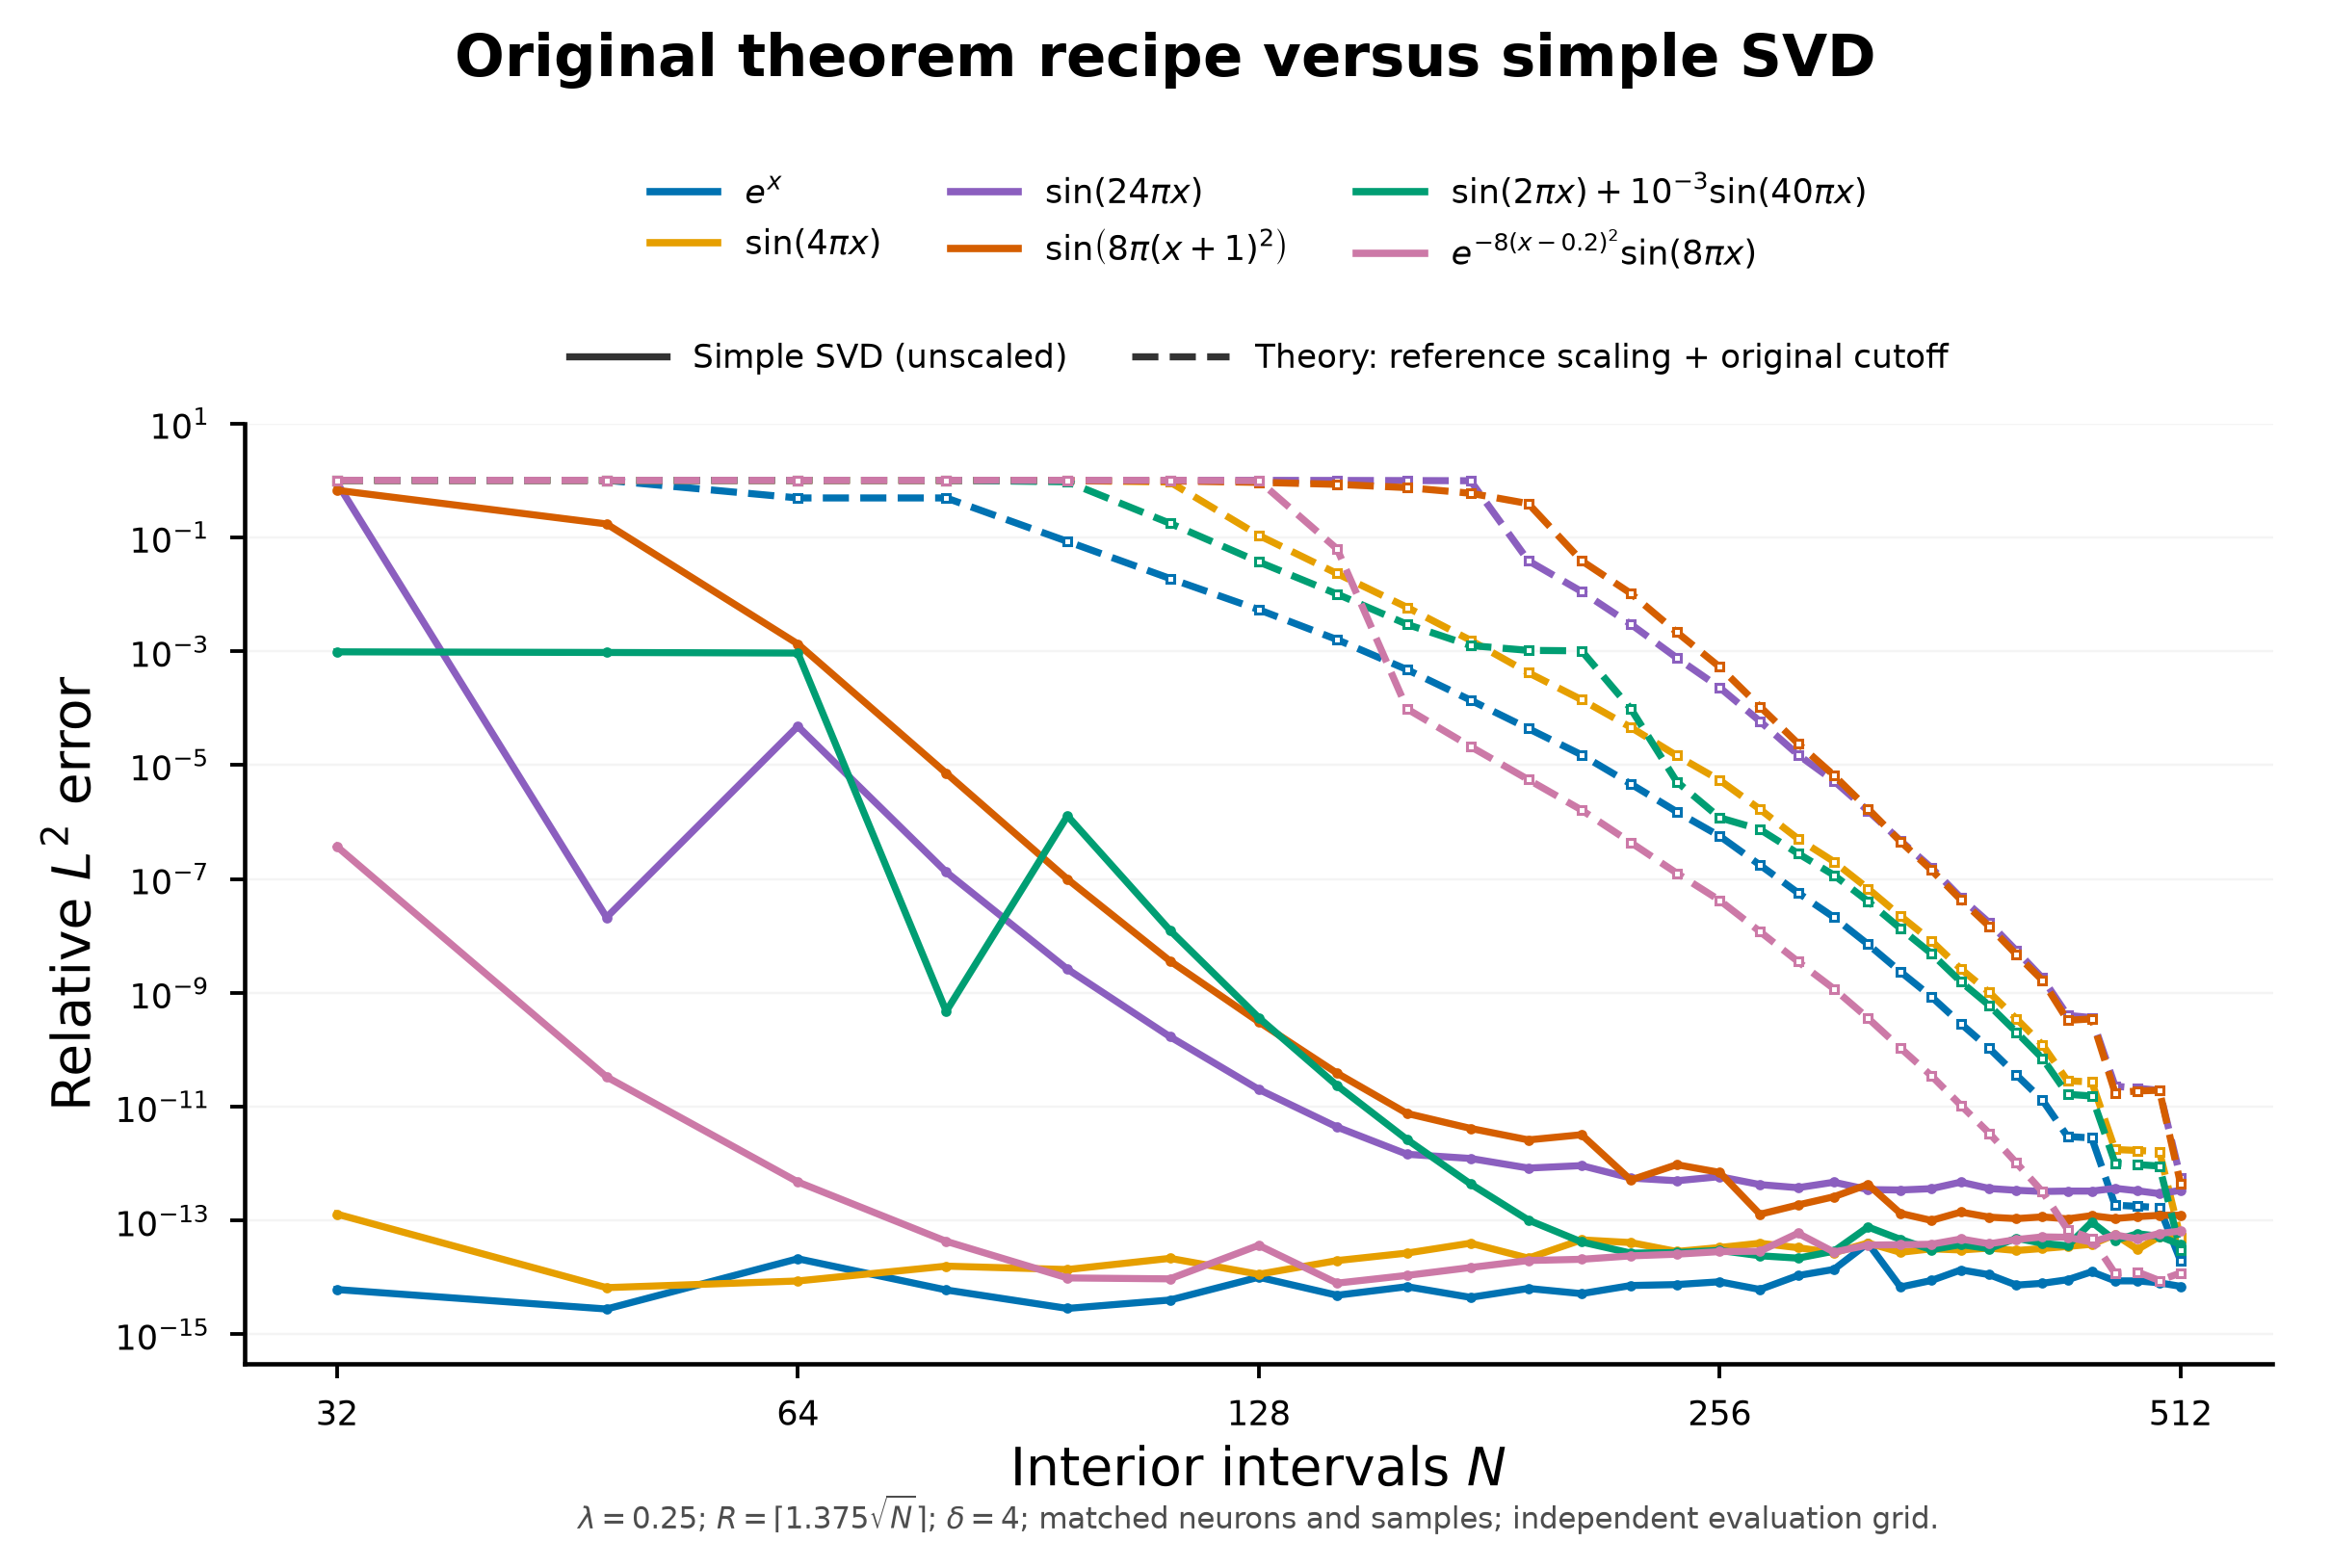 Original theorem recipe versus simple SVD
e^x
sin(24πx)
sin(2πx) + 10^−3 sin(40πx)
sin(4πx)
sin(8π(x + 1)^2)
e^−8(x − 0.2)^2 sin(8πx)
Simple SVD (unscaled)
Theory: reference scaling + original cutoff
Relative L^2 error
10^1
10^−1
10^−3
10^−5
10^−7
10^−9
10^−11
10^−13
10^−15
32
64
128
256
512
Interior intervals N
λ = 0.25; R = ⌈1.375√N⌉; δ = 4; matched neurons and samples; independent evaluation grid.